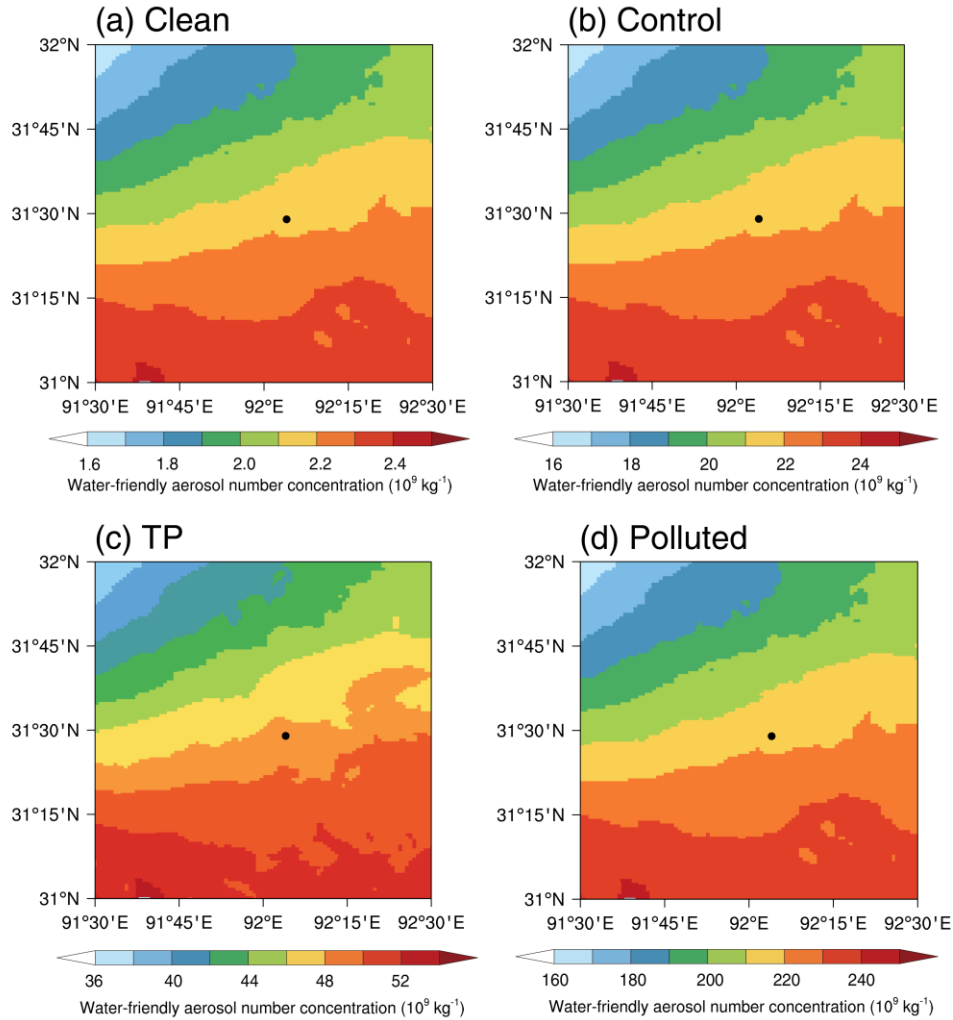 (a) Clean
(b) Control
32°N
31°45'N
31°30'N
31°15'N
31°N
91°30'E 91°45'E 92°E 92°15'E 92°30'E
1.6 1.8 2.0 2.2 2.4
Water-friendly aerosol number concentration (10⁹ kg⁻¹)
32°N
31°45'N
31°30'N
31°15'N
31°N
91°30'E 91°45'E 92°E 92°15'E 92°30'E
16 18 20 22 24
Water-friendly aerosol number concentration (10⁹ kg⁻¹)
(c) TP
(d) Polluted
32°N
31°45'N
31°30'N
31°15'N
31°N
91°30'E 91°45'E 92°E 92°15'E 92°30'E
36 40 44 48 52
Water-friendly aerosol number concentration (10⁹ kg⁻¹)
32°N
31°45'N
31°30'N
31°15'N
31°N
91°30'E 91°45'E 92°E 92°15'E 92°30'E
160 180 200 220 240
Water-friendly aerosol number concentration (10⁹ kg⁻¹)